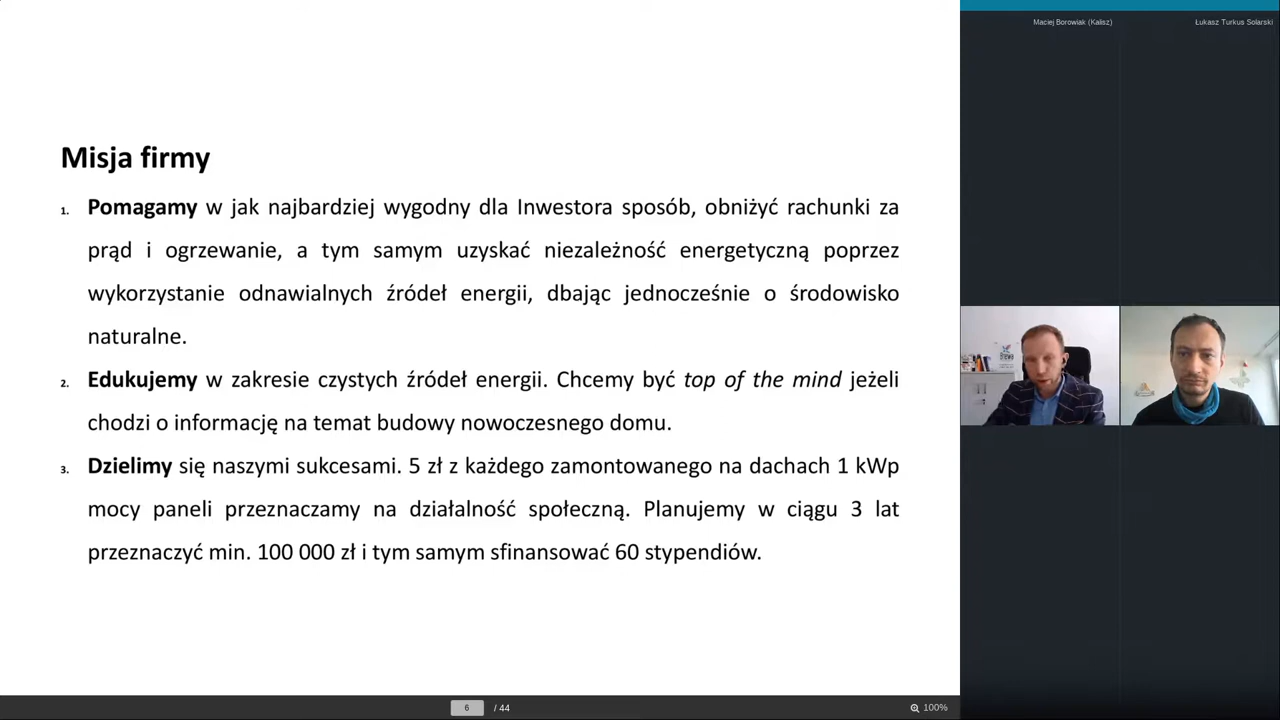 Maciej Borowiak (Kalisz)
Łukasz Turkus Solarski
Misja firmy
1. Pomagamy w jak najbardziej wygodny dla Inwestora sposób, obniżyć rachunki za
prąd i ogrzewanie, a tym samym uzyskać niezależność energetyczną poprzez
wykorzystanie odnawialnych źródeł energii, dbając jednocześnie o środowisko
naturalne.
2. Edukujemy w zakresie czystych źródeł energii. Chcemy być top of the mind jeżeli
chodzi o informację na temat budowy nowoczesnego domu.
3. Dzielimy się naszymi sukcesami. 5 zł z każdego zamontowanego na dachach 1 kWp
mocy paneli przeznaczamy na działalność społeczną. Planujemy w ciągu 3 lat
przeznaczyć min. 100 000 zł i tym samym sfinansować 60 stypendiów.
6 / 44
100%